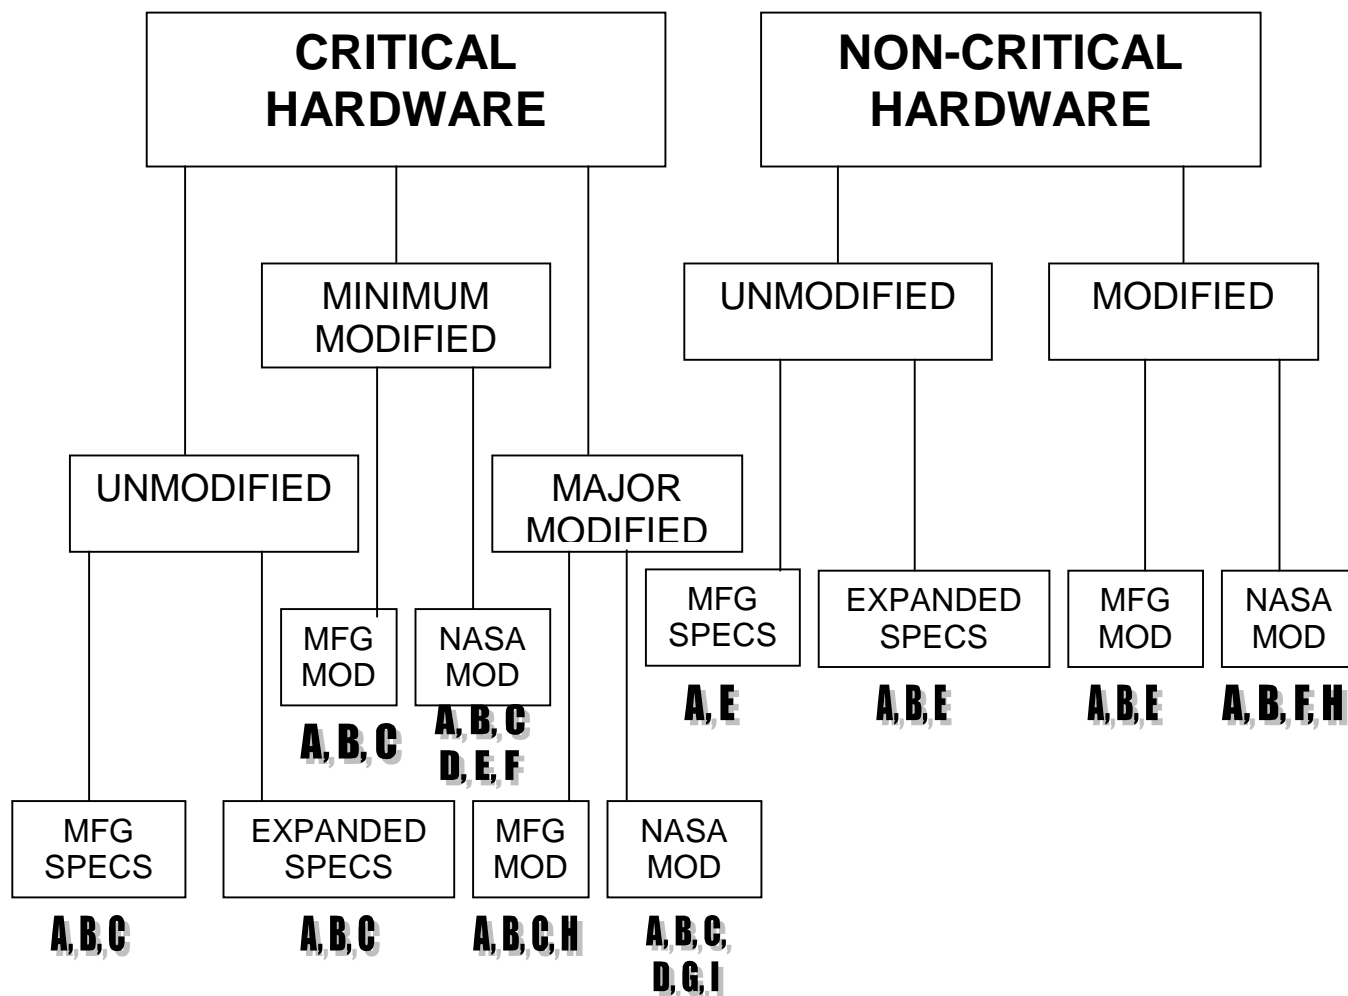 CRITICAL
HARDWARE
NON-CRITICAL
HARDWARE
MINIMUM
MODIFIED
UNMODIFIED
MODIFIED
UNMODIFIED
MAJOR
MODIFIED
MFG
SPECS
EXPANDED
SPECS
MFG
MOD
NASA
MOD
MFG
MOD
NASA
MOD
A, E
A, B, E
A, B, E
A, B, F, H
A, B, C
A, B, C
D, E, F
MFG
SPECS
EXPANDED
SPECS
MFG
MOD
NASA
MOD
A, B, C
A, B, C
A, B, C, H
A, B, C,
D, G, I